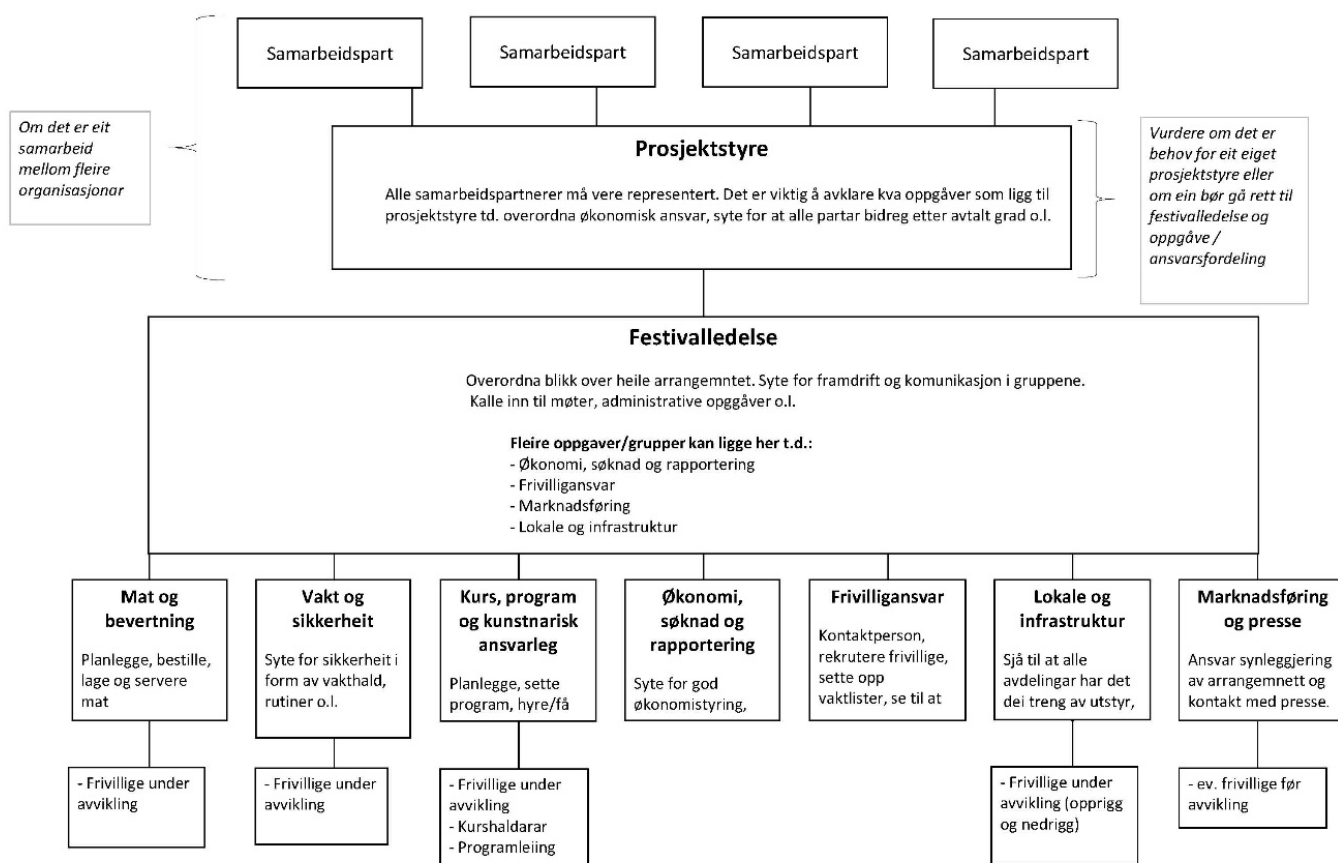 Samarbeidspart
Samarbeidspart
Samarbeidspart
Samarbeidspart
Om det er eit
samarbeid
mellom fleire
organisasjonar
Prosjektstyre
Alle samarbeidspartnerer må vere representert. Det er viktig å avklare kva oppgåver som ligg til
prosjektstyre td. overordna økonomisk ansvar, syte for at alle partar bidreg etter avtalt grad o.l.
Vurdere om det er
behov for eit eiget
prosjektstyre eller
om ein bør gå rett til
festivalledelse og
oppgåve /
ansvarsfordeling
Festivalledelse
Overordna blikk over heile arrangemntet. Syte for framdrift og komunikasjon i gruppene.
Kalle inn til møter, administrative opggåver o.l.
Fleire oppgaver/grupper kan ligge her t.d.:
- Økonomi, søknad og rapportering
- Frivilligansvar
- Marknadsføring
- Lokale og infrastruktur
Mat og
bevertning
Planlegge, bestille,
lage og servere
mat
Vakt og
sikkerheit
Syte for sikkerheit i
form av vakthald,
rutiner o.l.
Kurs, program
og kunstnarisk
ansvarleg
Planlegge, sette
program, hyre/få
Økonomi,
søknad og
rapportering
Syte for god
økonomistyring,
Frivilligansvar
Kontaktperson,
rekrutere frivillige,
sette opp
vaktlister, se til at
Lokale og
infrastruktur
Sjå til at alle
avdelingar har det
dei treng av utstyr,
Marknadsføring
og presse
Ansvar synleggjering
av arrangemnett og
kontakt med presse.
- Frivillige under
avvikling
- Frivillige under
avvikling
- Frivillige under
avvikling
- Kurshaldarar
- Programleiing
- Frivillige under
avvikling (opprigg
og nedrigg)
- ev. frivillige før
avvikling